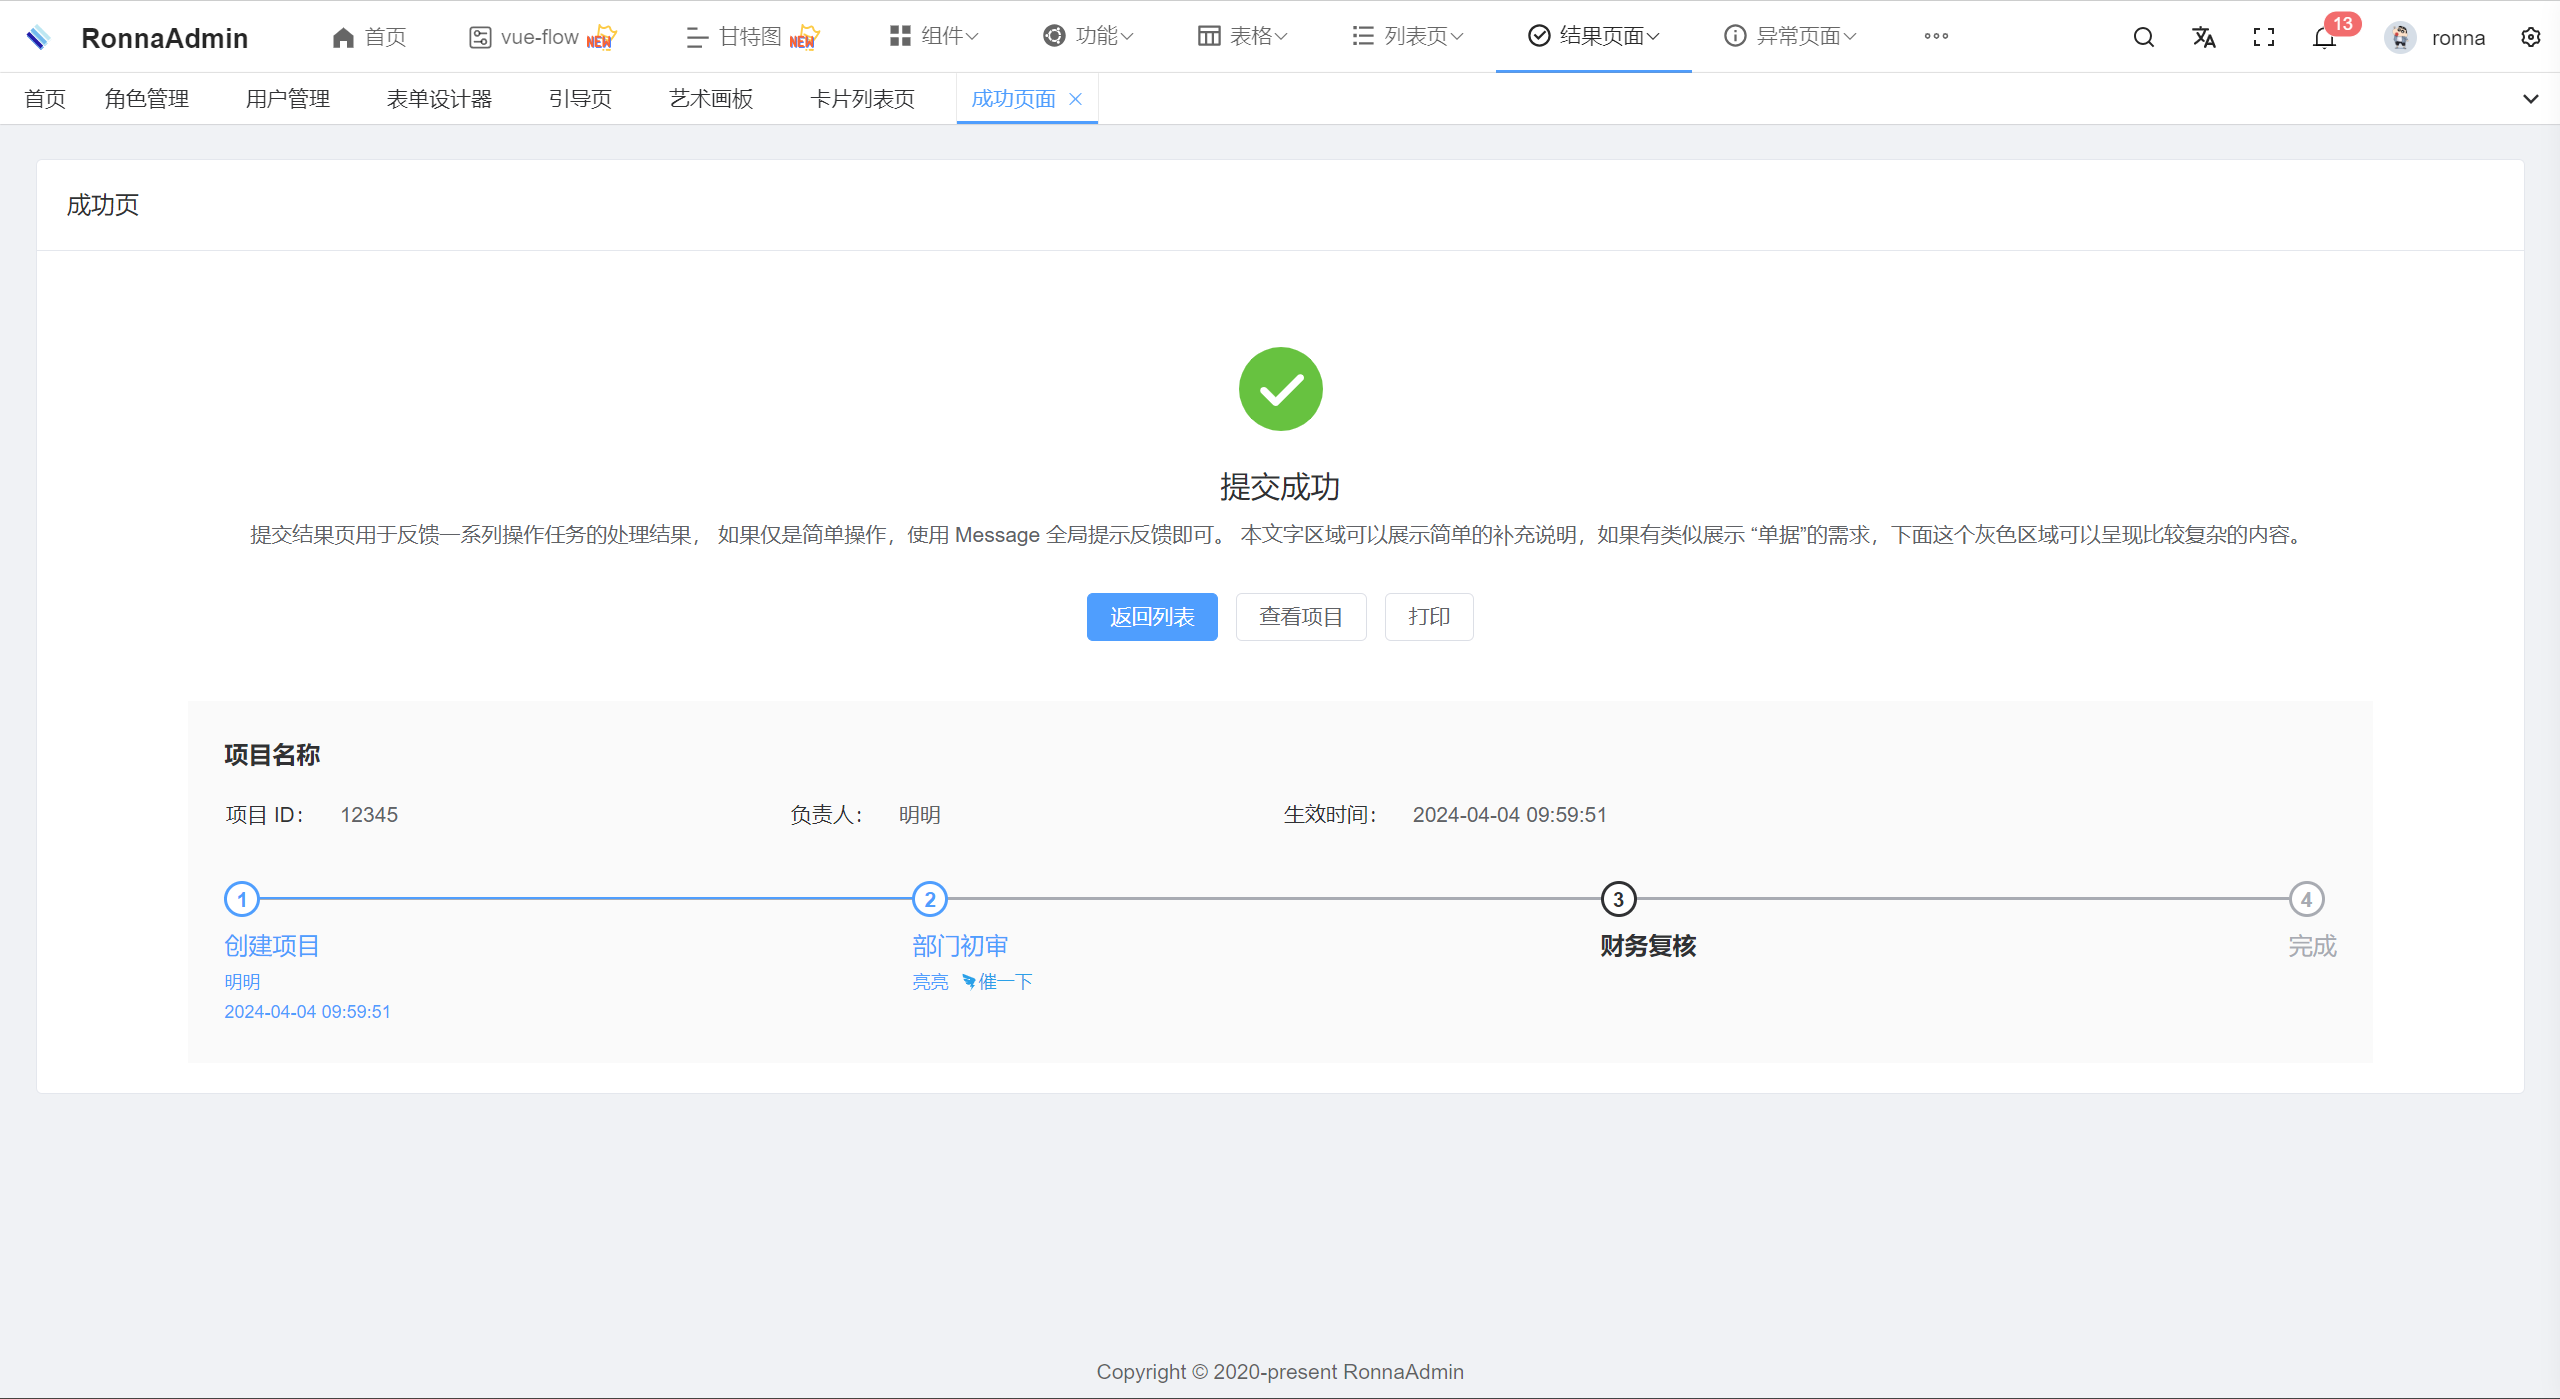 RonnaAdmin 首页 vue-flow NEW 甘特图 NEW 组件 功能 表格 列表页 结果页面 异常页面 13 ronna
首页 角色管理 用户管理 表单设计器 引导页 艺术画板 卡片列表页 成功页面
成功页
提交成功
提交结果页用于反馈一系列操作任务的处理结果， 如果仅是简单操作，使用 Message 全局提示反馈即可。 本文字区域可以展示简单的补充说明，如果有类似展示 “单据”的需求，下面这个灰色区域可以呈现比较复杂的内容。
返回列表 查看项目 打印
项目名称
项目 ID： 12345 负责人： 明明 生效时间： 2024-04-04 09:59:51
1 2 3 4
创建项目 部门初审 财务复核 完成
明明 亮亮 催一下
2024-04-04 09:59:51
Copyright © 2020-present RonnaAdmin